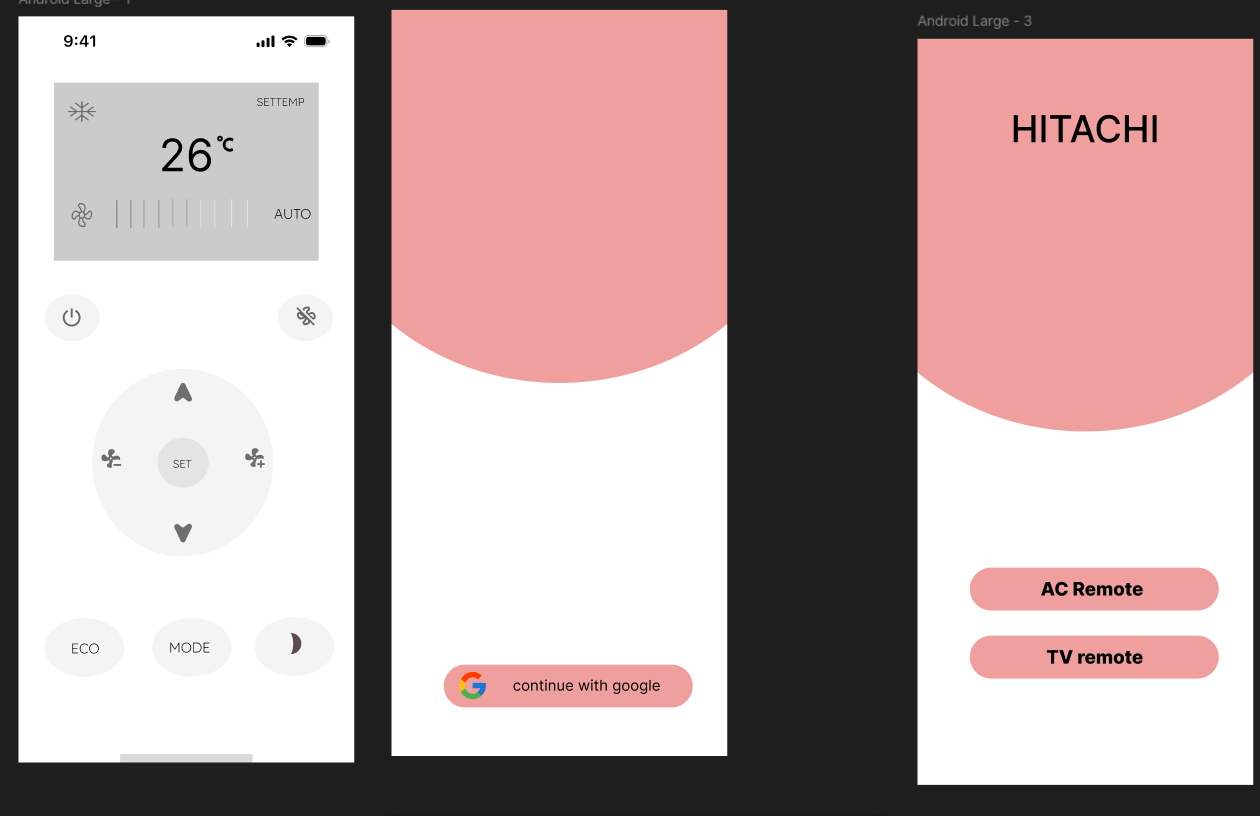 Android Large - 1
9:41
SETTEMP
26°C
AUTO
SET
ECO
MODE
continue with google
Android Large - 3
HITACHI
AC Remote
TV remote